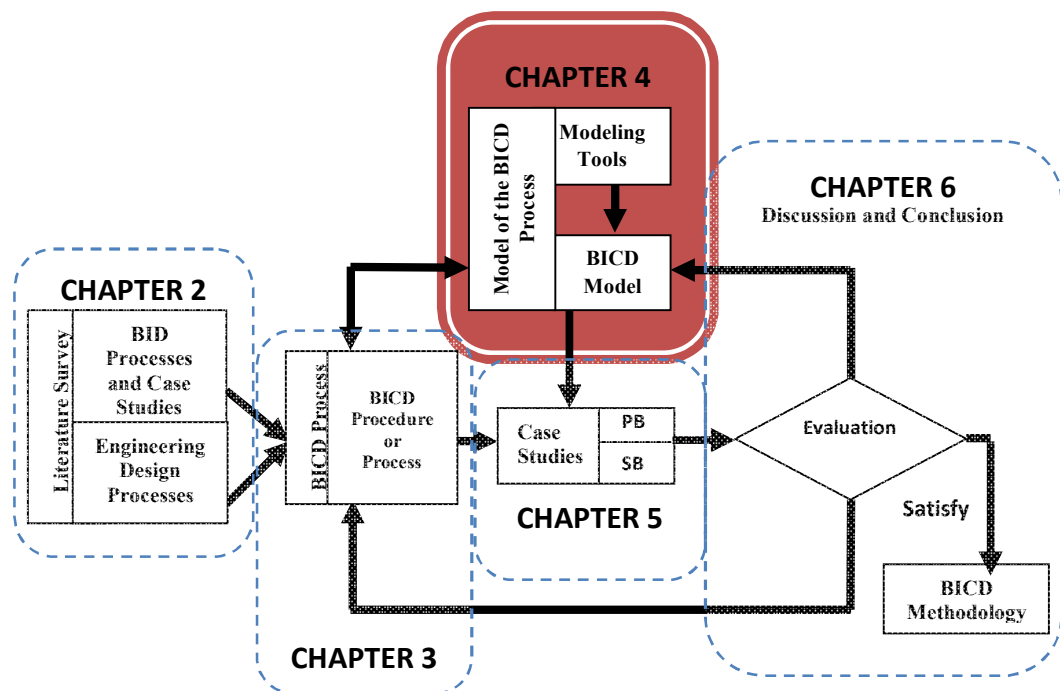 CHAPTER 4
Model of the BICD
Process
Modeling
Tools
BICD
Model
CHAPTER 6
Discussion and Conclusion
CHAPTER 2
Literature Survey
BID
Processes
and Case
Studies
Engineering
Design
Processes
BICD Process
BICD
Procedure
or
Process
Case
Studies
PB
SB
CHAPTER 5
Evaluation
Satisfy
BICD
Methodology
CHAPTER 3